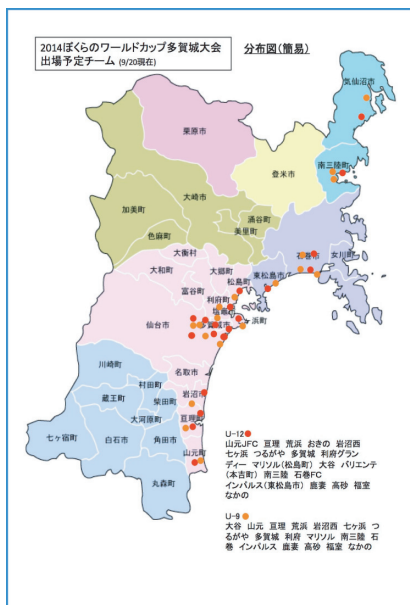 2014ぼくらのワールドカップ多賀城大会
出場予定チーム (9/20現在)
分布図(簡易)
気仙沼市
栗原市
南三陸町
登米市
大崎市
加美町
涌谷町
美里町
色麻町
石巻市
女川町
大衡村
大郷町
東松島市
大和町
松島町
富谷町
利府町
塩竈市
仙台市
多賀城市
七ヶ浜町
名取市
川崎町
村田町
岩沼市
蔵王町
柴田町
大河原町
亘理町
七ヶ宿町
白石市
角田市
山元町
丸森町
U-12
山元JFC 亘理 荒浜 おきの 岩沼西
七ヶ浜 つるがや 多賀城 利府グラン
ディー マリソル(松島町) 大谷 バリエンテ
(本吉町) 南三陸 石巻FC
インパルス(東松島市) 鹿妻 高砂 福室
なかの
U-9
大谷 山元 亘理 荒浜 岩沼西 七ヶ浜 つ
るがや 多賀城 利府 マリソル 南三陸 石
巻 インパルス 鹿妻 高砂 福室 なかの